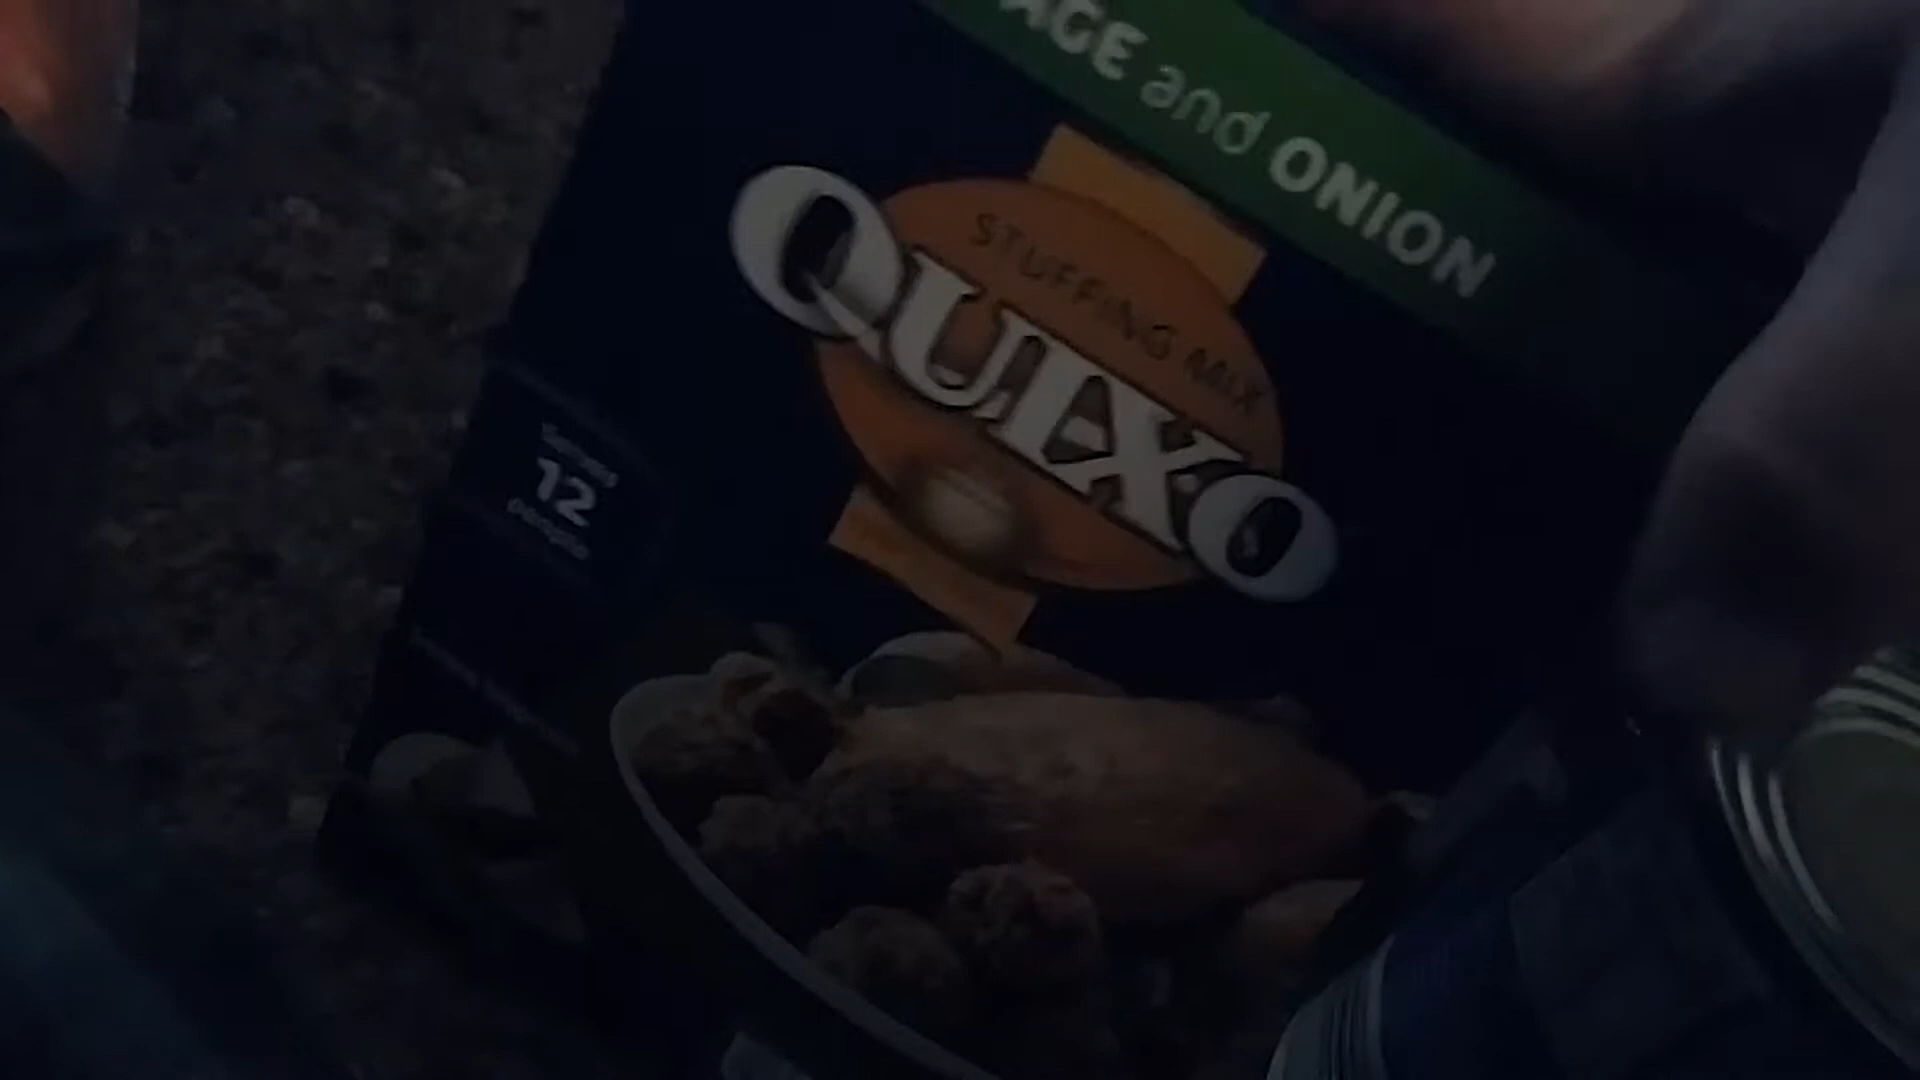 AGE and ONION
STUFFING MIX
QUIXO
Serves
12
people